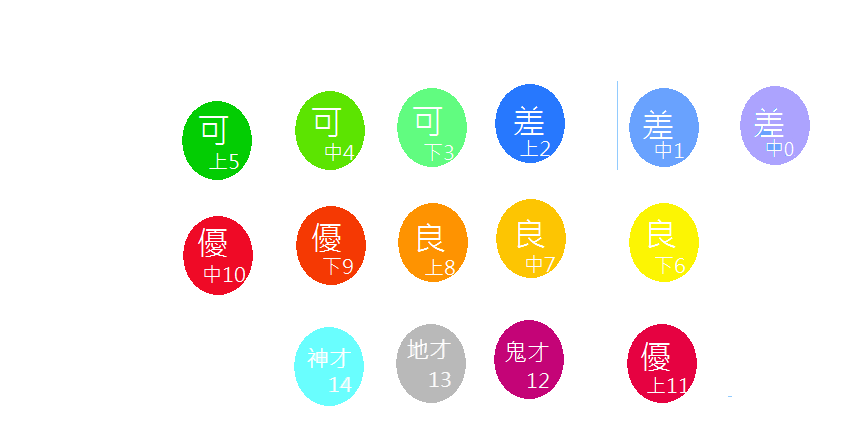 可
上5
可
中4
可
下3
差
上2
差
中1
差
中0
優
中10
優
下9
良
上8
良
中7
良
下6
神才
14
地才
13
鬼才
12
優
上11